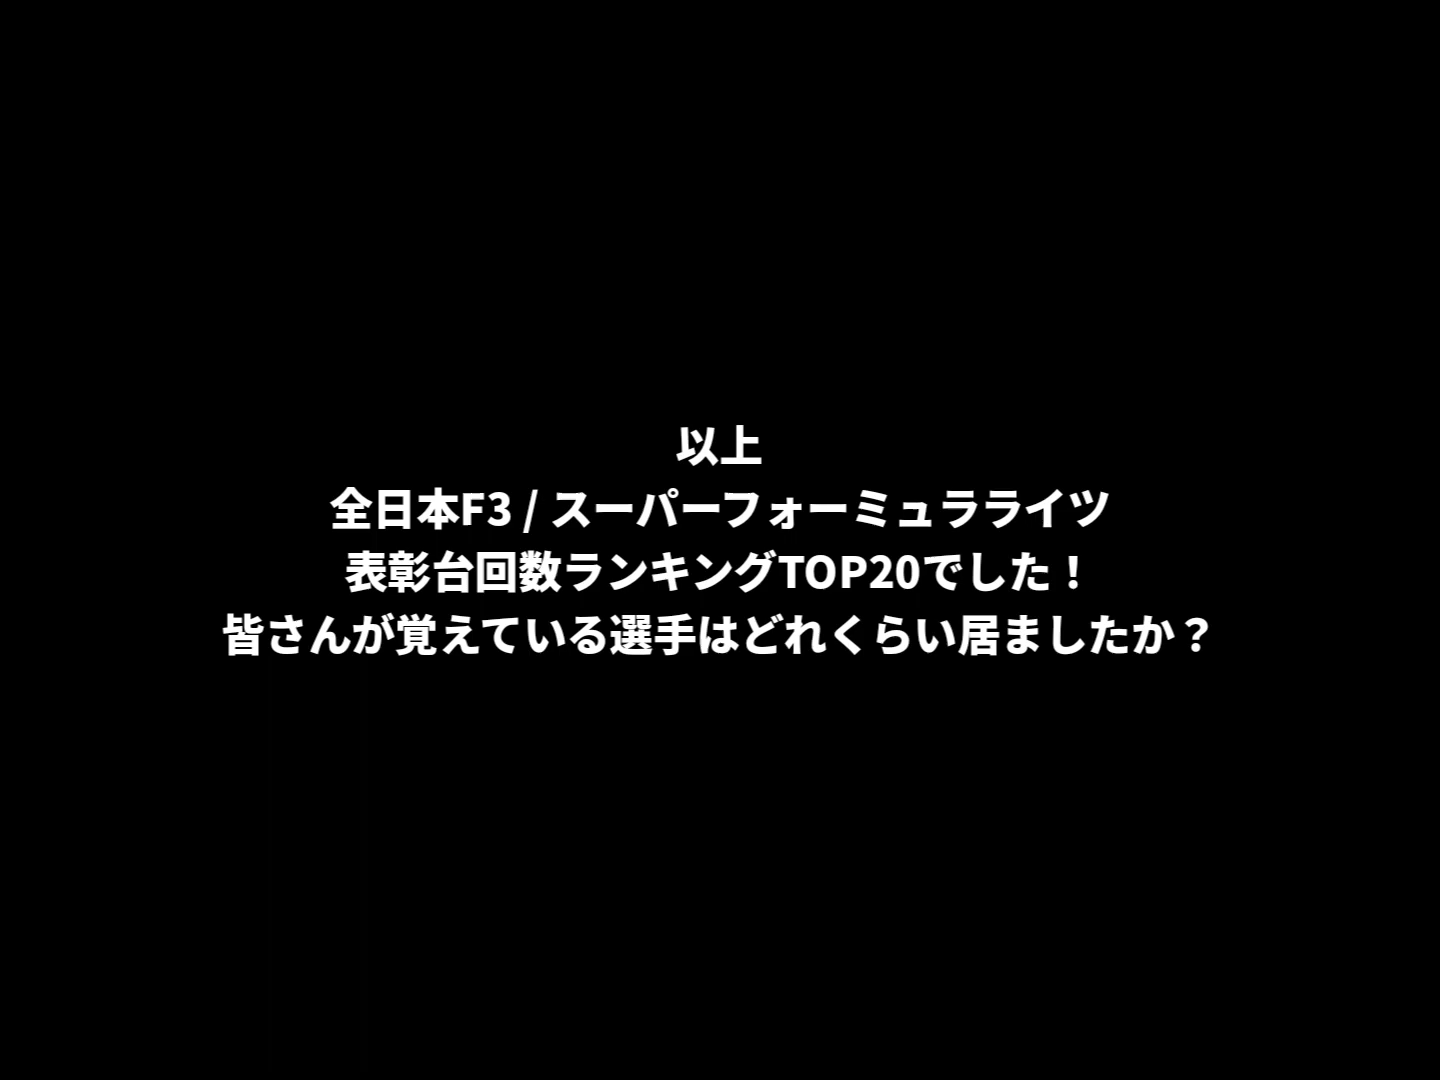 以上
全日本F3 / スーパーフォーミュラライツ
表彰台回数ランキングTOP20でした！
皆さんが覚えている選手はどれくらい居ましたか？